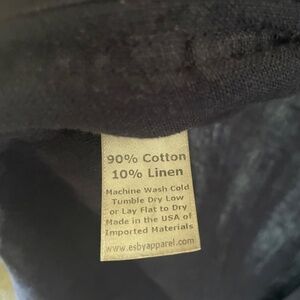 90% Cotton
10% Linen
Machine Wash Cold
Tumble Dry Low
or Lay Flat to Dry
Made in the USA of
Imported Materials
www.esbyapparel.com